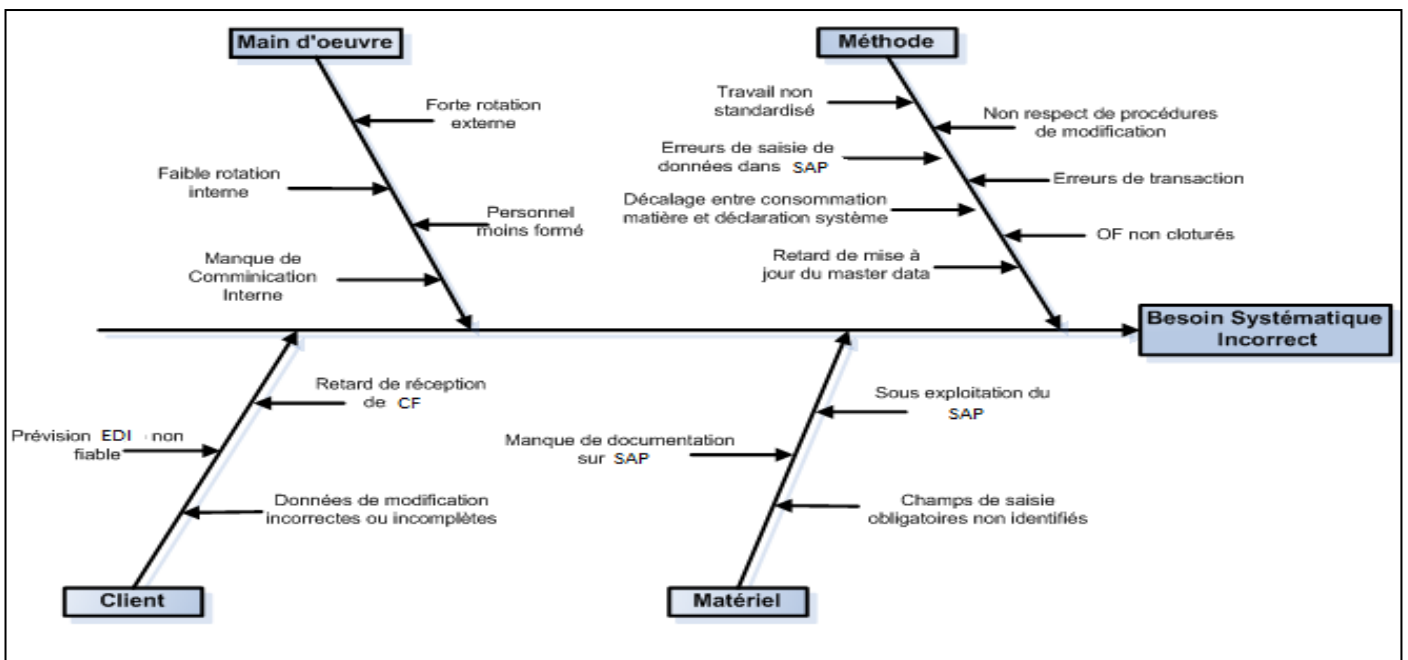 Main d'oeuvre
Méthode
Forte rotation
externe
Faible rotation
interne
Personnel
moins formé
Manque de
Comminication
Interne
Travail non
standardisé
Non respect de procédures
de modification
Erreurs de saisie de
données dans SAP
Erreurs de transaction
Décalage entre consommation
matière et déclaration système
OF non cloturés
Retard de mise à
jour du master data
Besoin Systématique
Incorrect
Retard de réception
de CF
Prévision EDI non
fiable
Données de modification
incorrectes ou incomplètes
Sous exploitation du
SAP
Manque de documentation
sur SAP
Champs de saisie
obligatoires non identifiés
Client
Matériel